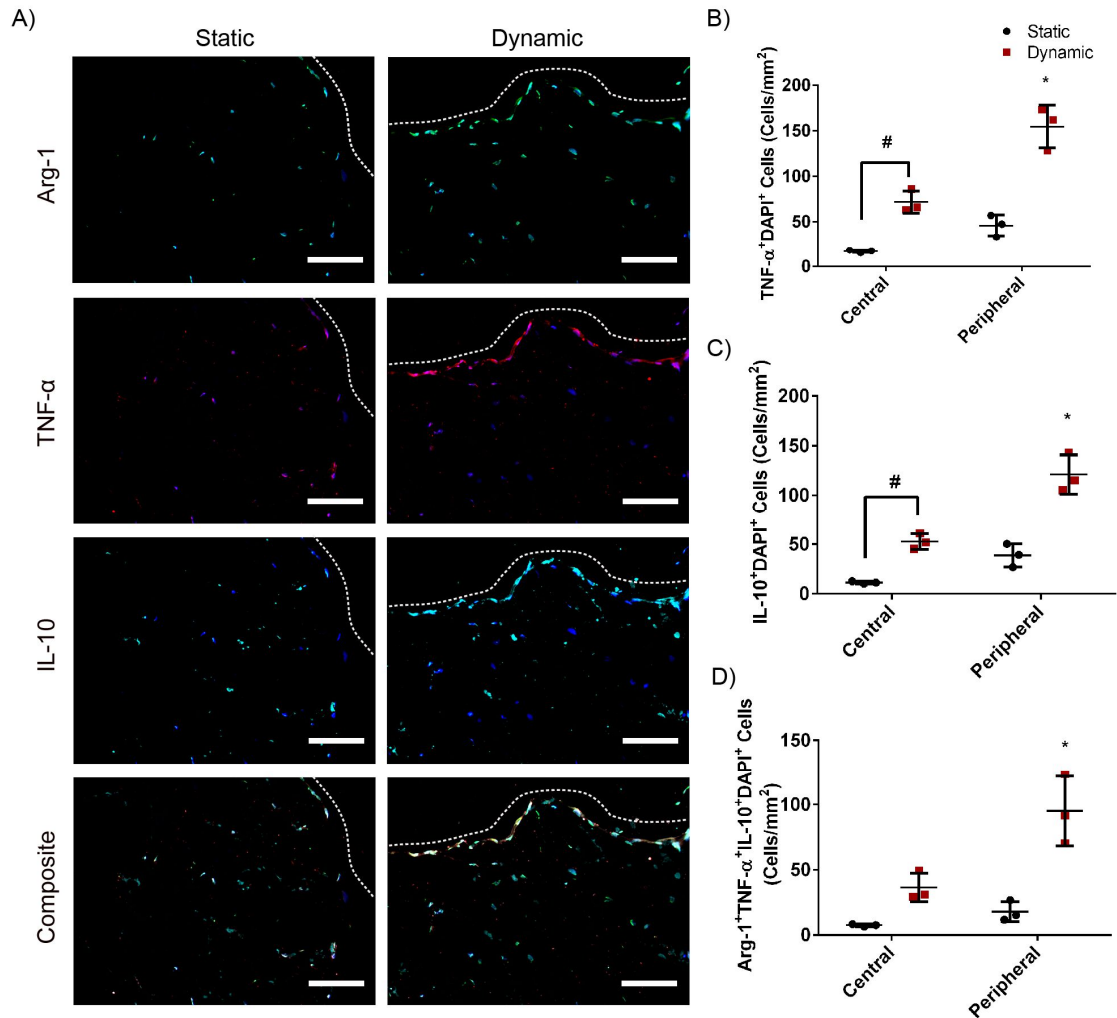 A)
Static
Dynamic
Arg-1
TNF-α
IL-10
Composite
B)
Static
Dynamic
TNF-α⁺DAPI⁺ Cells (Cells/mm²)
200
150
100
50
0
#
*
Central
Peripheral
C)
IL-10⁺DAPI⁺ Cells (Cells/mm²)
200
150
100
50
0
#
*
Central
Peripheral
D)
Arg-1⁺TNF-α⁺IL-10⁺DAPI⁺ Cells
(Cells/mm²)
150
100
50
0
*
Central
Peripheral